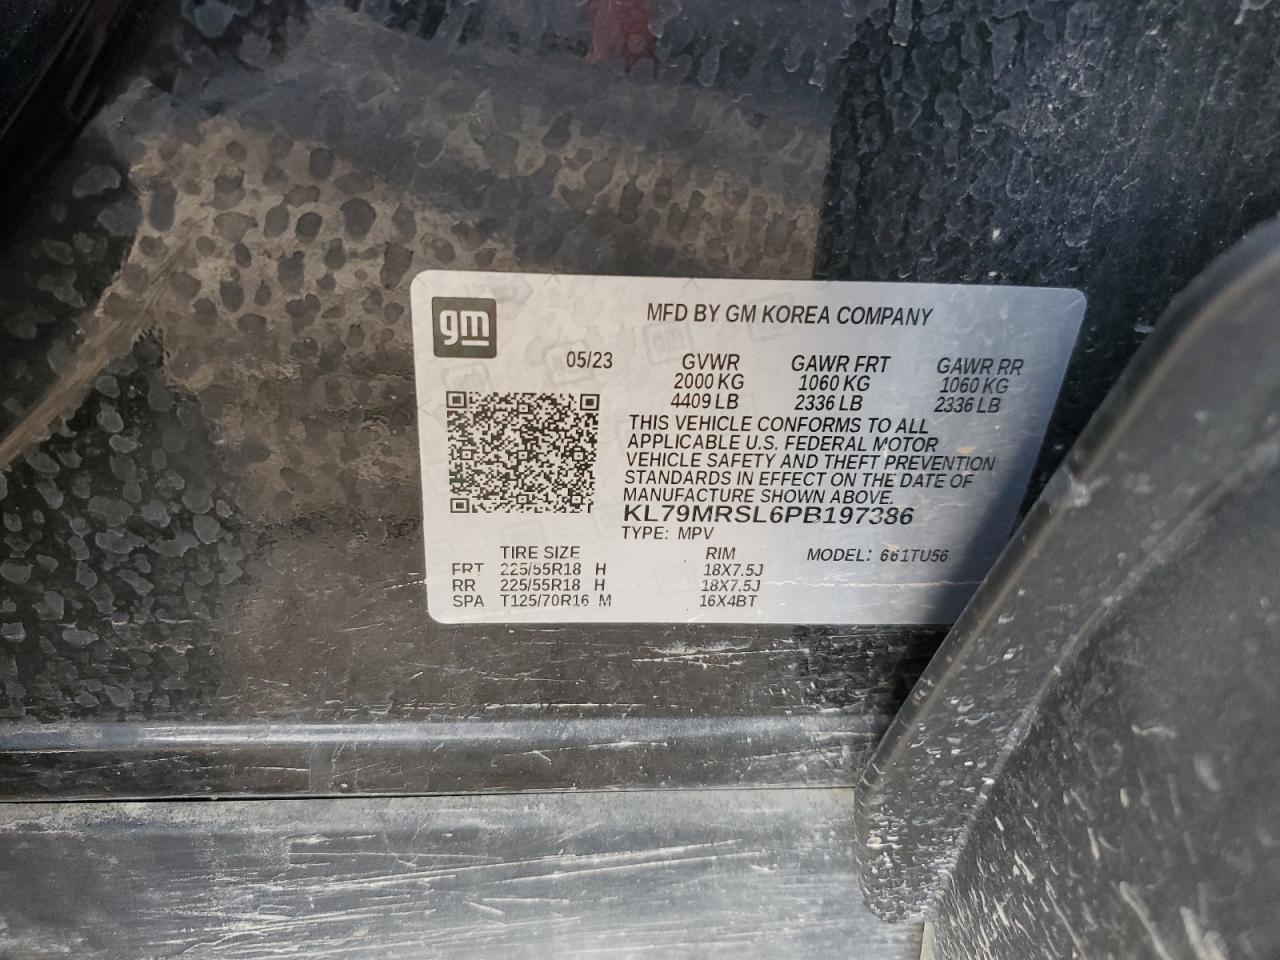 gm
MFD BY GM KOREA COMPANY
05/23 GVWR GAWR FRT GAWR RR
2000 KG 1060 KG 1060 KG
4409 LB 2336 LB 2336 LB
THIS VEHICLE CONFORMS TO ALL
APPLICABLE U.S. FEDERAL MOTOR
VEHICLE SAFETY AND THEFT PREVENTION
STANDARDS IN EFFECT ON THE DATE OF
MANUFACTURE SHOWN ABOVE.
KL79MRSL6PB197386
TYPE: MPV
TIRE SIZE RIM MODEL: 661TU56
FRT 225/55R18 H 18X7.5J
RR 225/55R18 H 18X7.5J
SPA T125/70R16 M 16X4BT